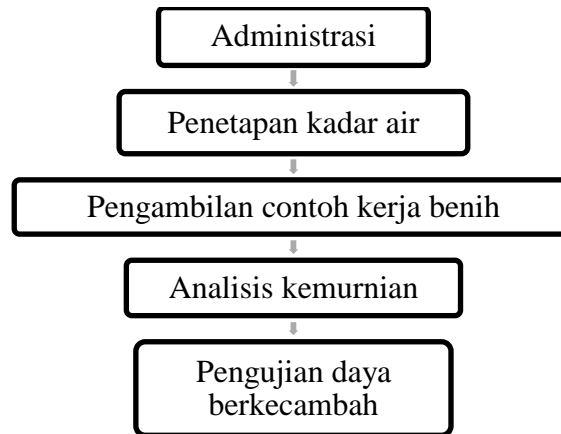 Administrasi
Penetapan kadar air
Pengambilan contoh kerja benih
Analisis kemurnian
Pengujian daya
berkecambah